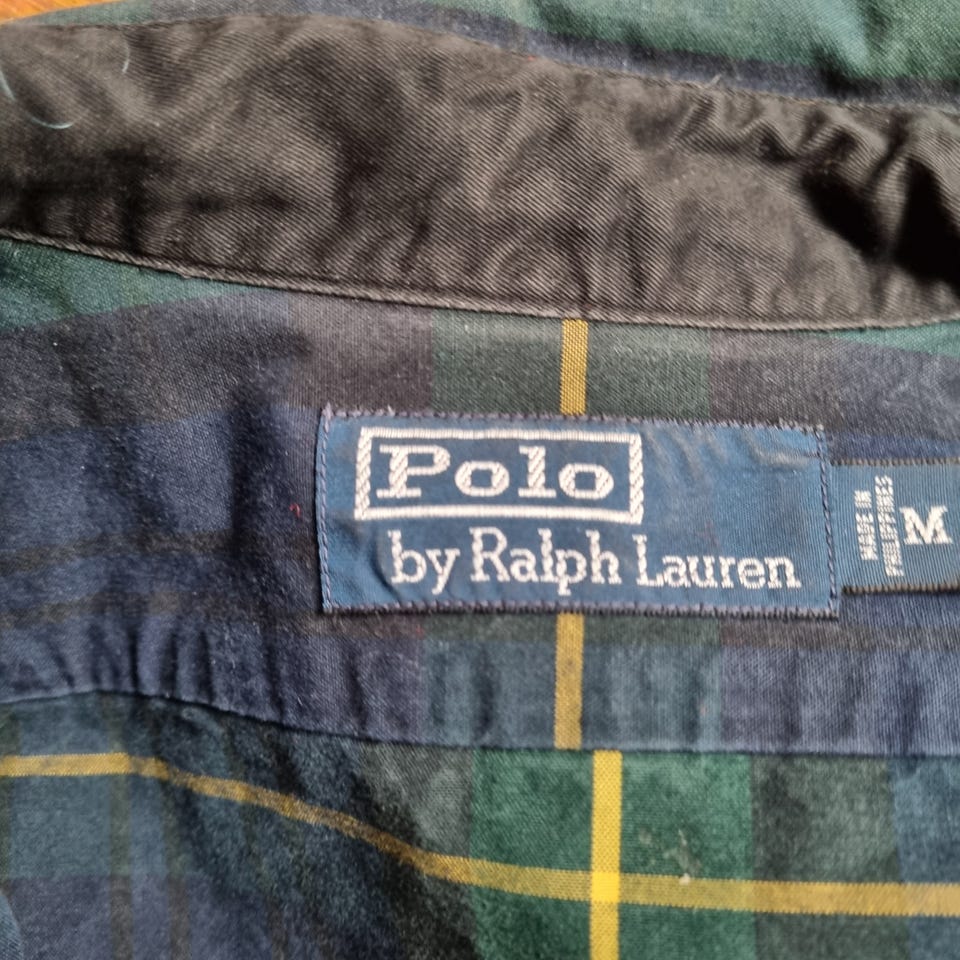 Polo
by Ralph Lauren
MADE IN
PHILIPPINES
M